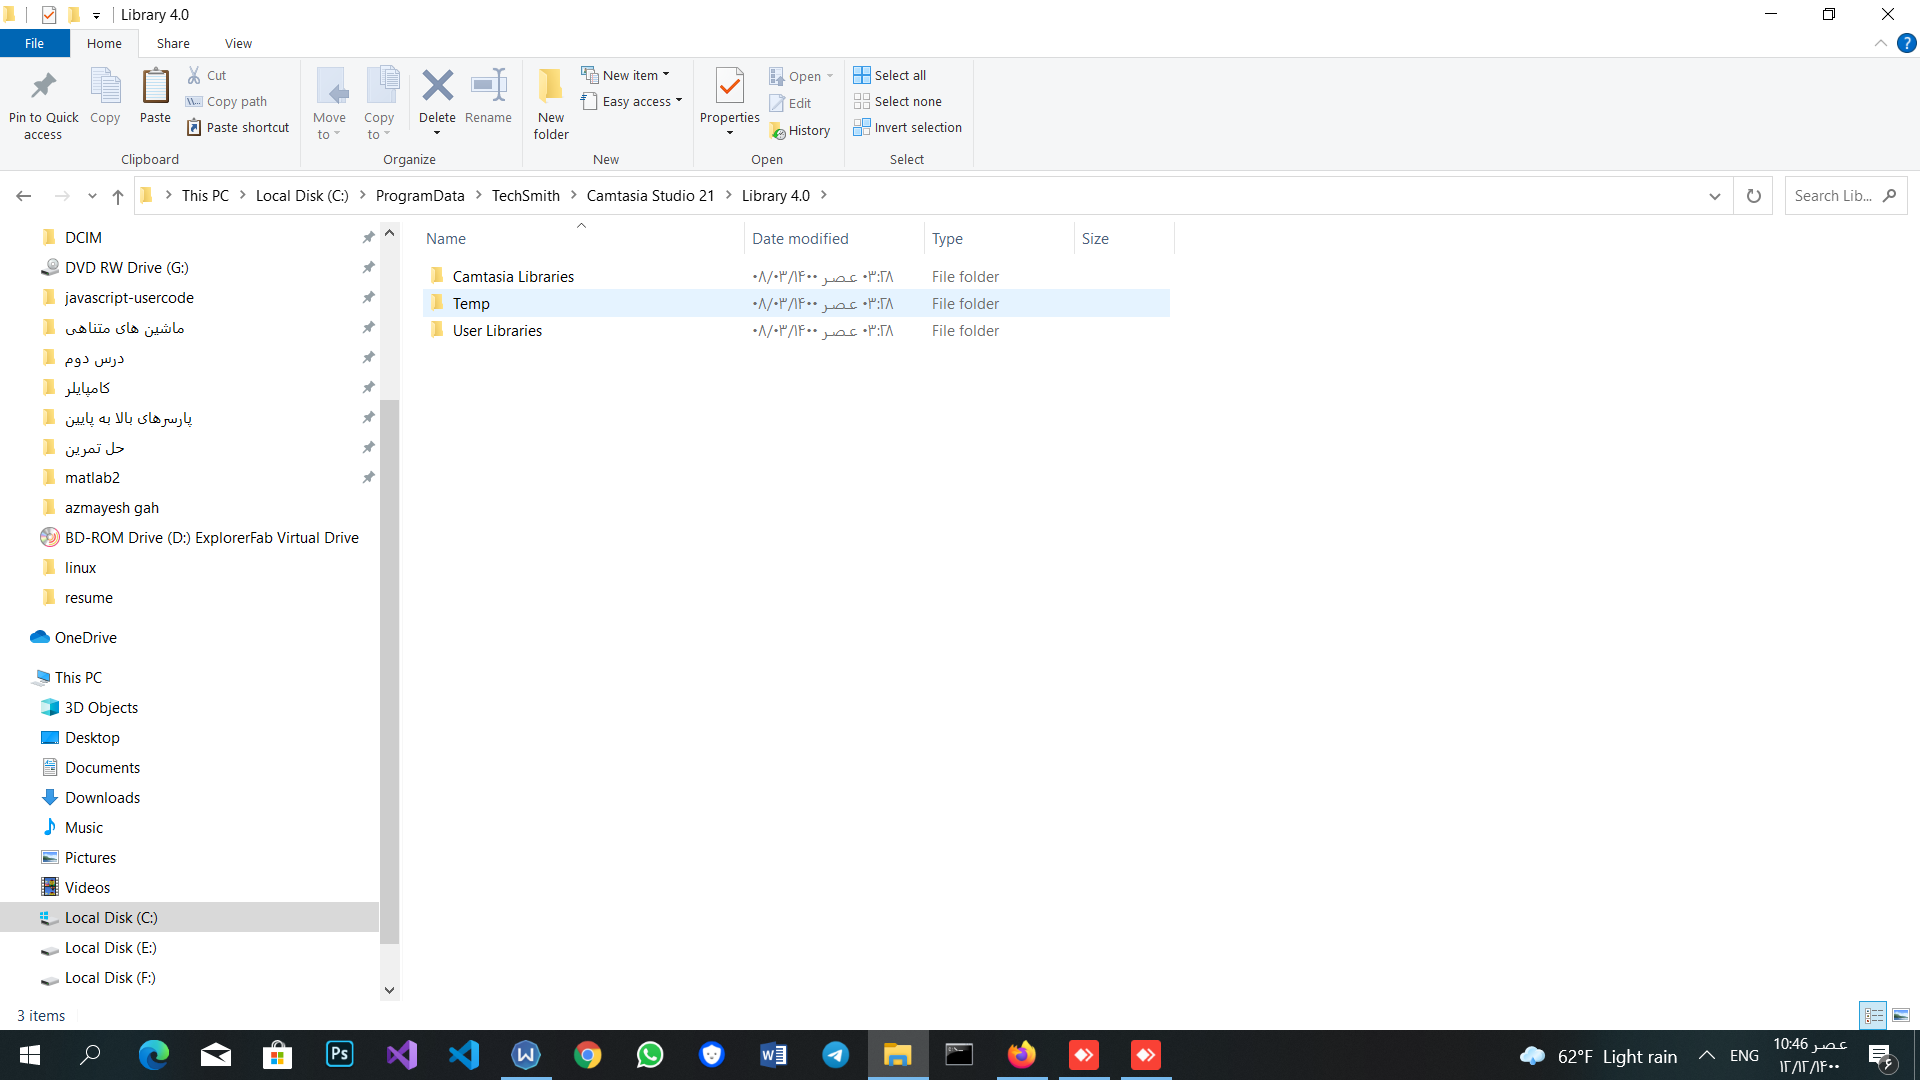 Library 4.0
File Home Share View
Pin to Quick access
Copy
Paste
Cut
Copy path
Paste shortcut
Clipboard
Move to
Copy to
Delete
Rename
Organize
New folder
New item
Easy access
New
Properties
Open
Edit
History
Open
Select all
Select none
Invert selection
Select
This PC Local Disk (C:) ProgramData TechSmith Camtasia Studio 21 Library 4.0
Search Lib...
DCIM
DVD RW Drive (G:)
javascript-usercode
ماشین های متناهی
درس دوم
کامپایلر
پارسرهای بالا به پایین
حل تمرین
matlab2
azmayesh gah
BD-ROM Drive (D:) ExplorerFab Virtual Drive
linux
resume
OneDrive
This PC
3D Objects
Desktop
Documents
Downloads
Music
Pictures
Videos
Local Disk (C:)
Local Disk (E:)
Local Disk (F:)
Name Date modified Type Size
Camtasia Libraries ۰۸/۰۳/۱۴۰۰ عصر ۰۳:۲۸ File folder
Temp ۰۸/۰۳/۱۴۰۰ عصر ۰۳:۲۸ File folder
User Libraries ۰۸/۰۳/۱۴۰۰ عصر ۰۳:۲۸ File folder
3 items
Ps
62°F Light rain
ENG
10:46 عصر
۱۲/۱۲/۱۴۰۰
۶